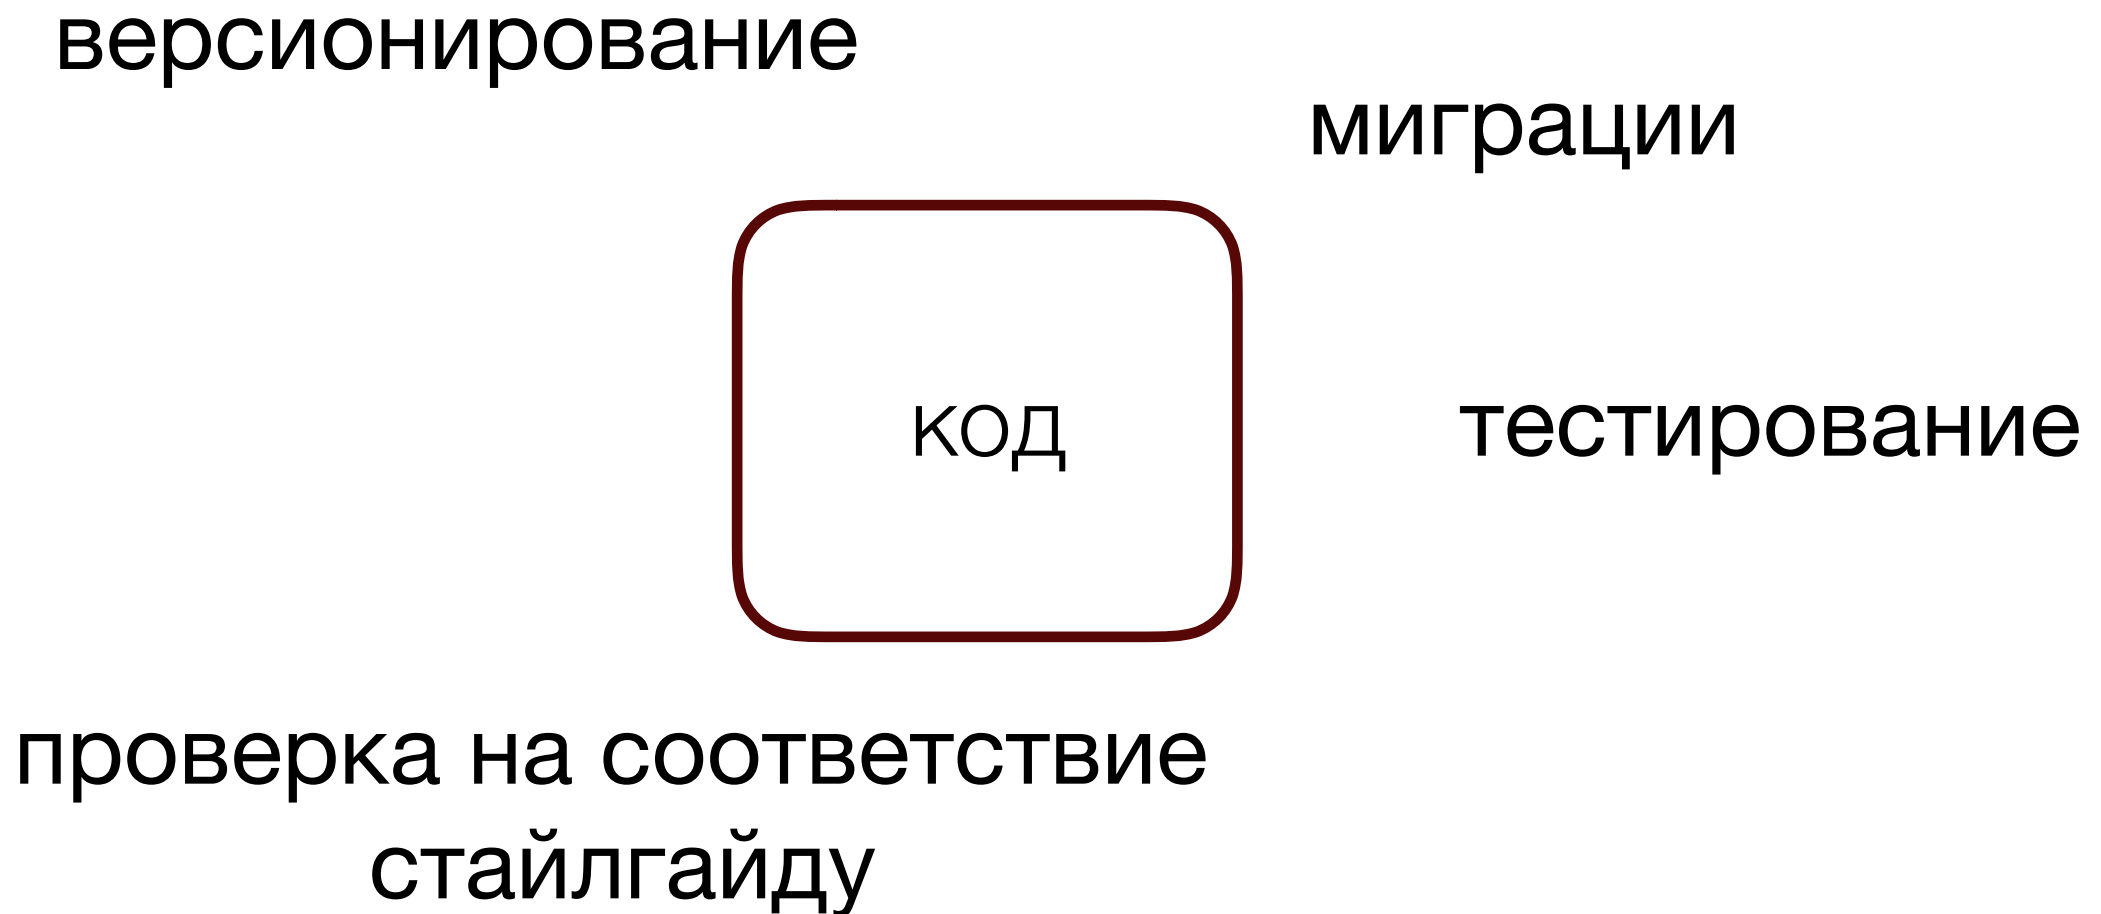 версионирование
миграции
код
тестирование
проверка на соответствие
стайлгайду